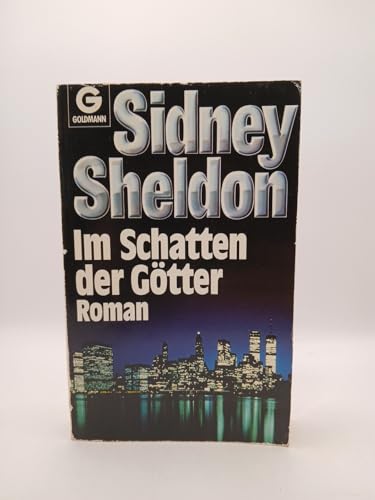 G
GOLDMANN
Sidney
Sheldon
Im Schatten
der Götter
Roman